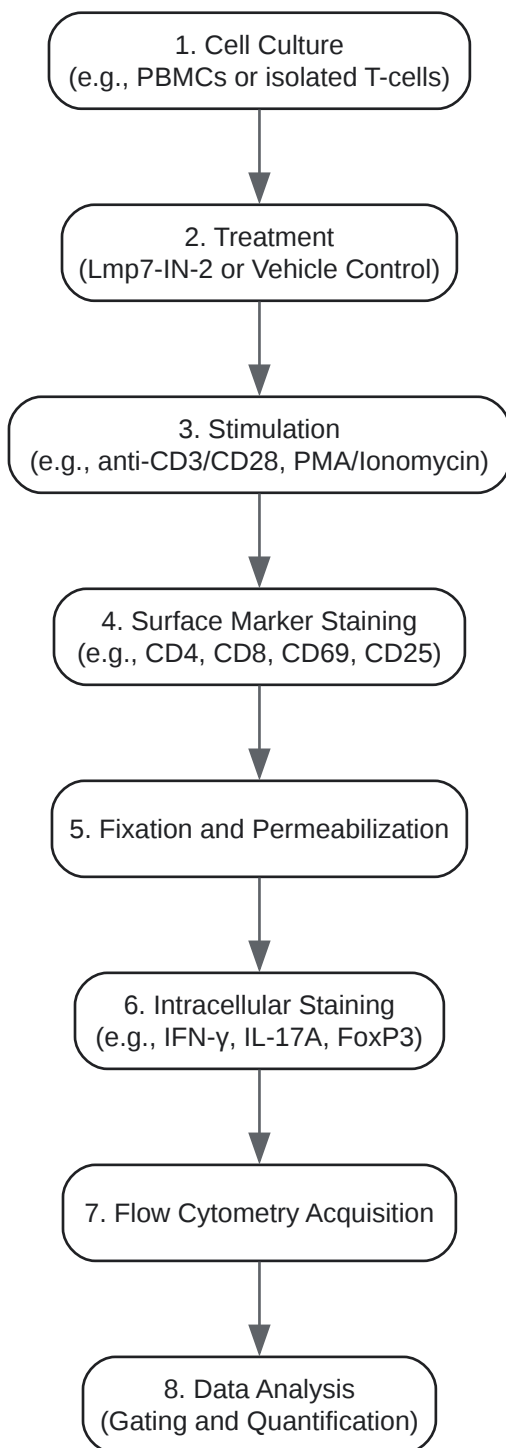 1. Cell Culture
(e.g., PBMCs or isolated T-cells)
2. Treatment
(Lmp7-IN-2 or Vehicle Control)
3. Stimulation
(e.g., anti-CD3/CD28, PMA/Ionomycin)
4. Surface Marker Staining
(e.g., CD4, CD8, CD69, CD25)
5. Fixation and Permeabilization
6. Intracellular Staining
(e.g., IFN-γ, IL-17A, FoxP3)
7. Flow Cytometry Acquisition
8. Data Analysis
(Gating and Quantification)